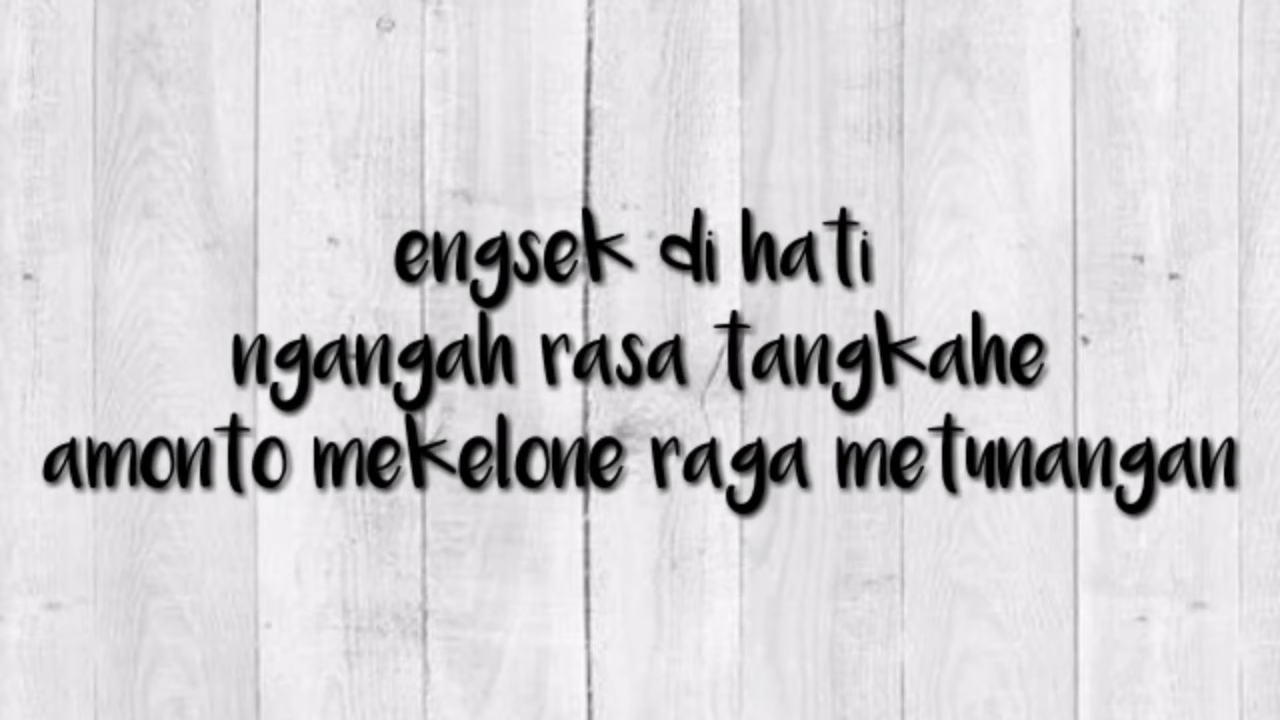 engsek di hati
ngangah rasa tangkahe
amonto mekelone raga metunangan